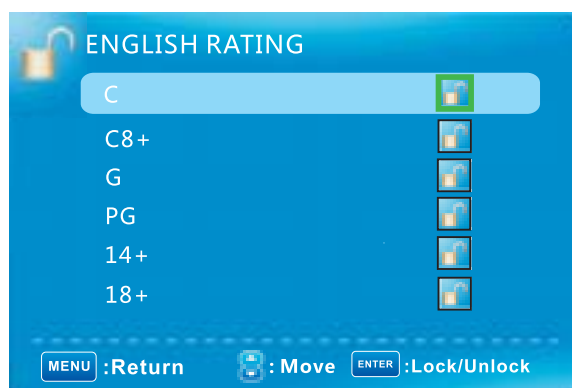 ENGLISH RATING
C
C8+
G
PG
14+
18+
MENU :Return : Move ENTER :Lock/Unlock